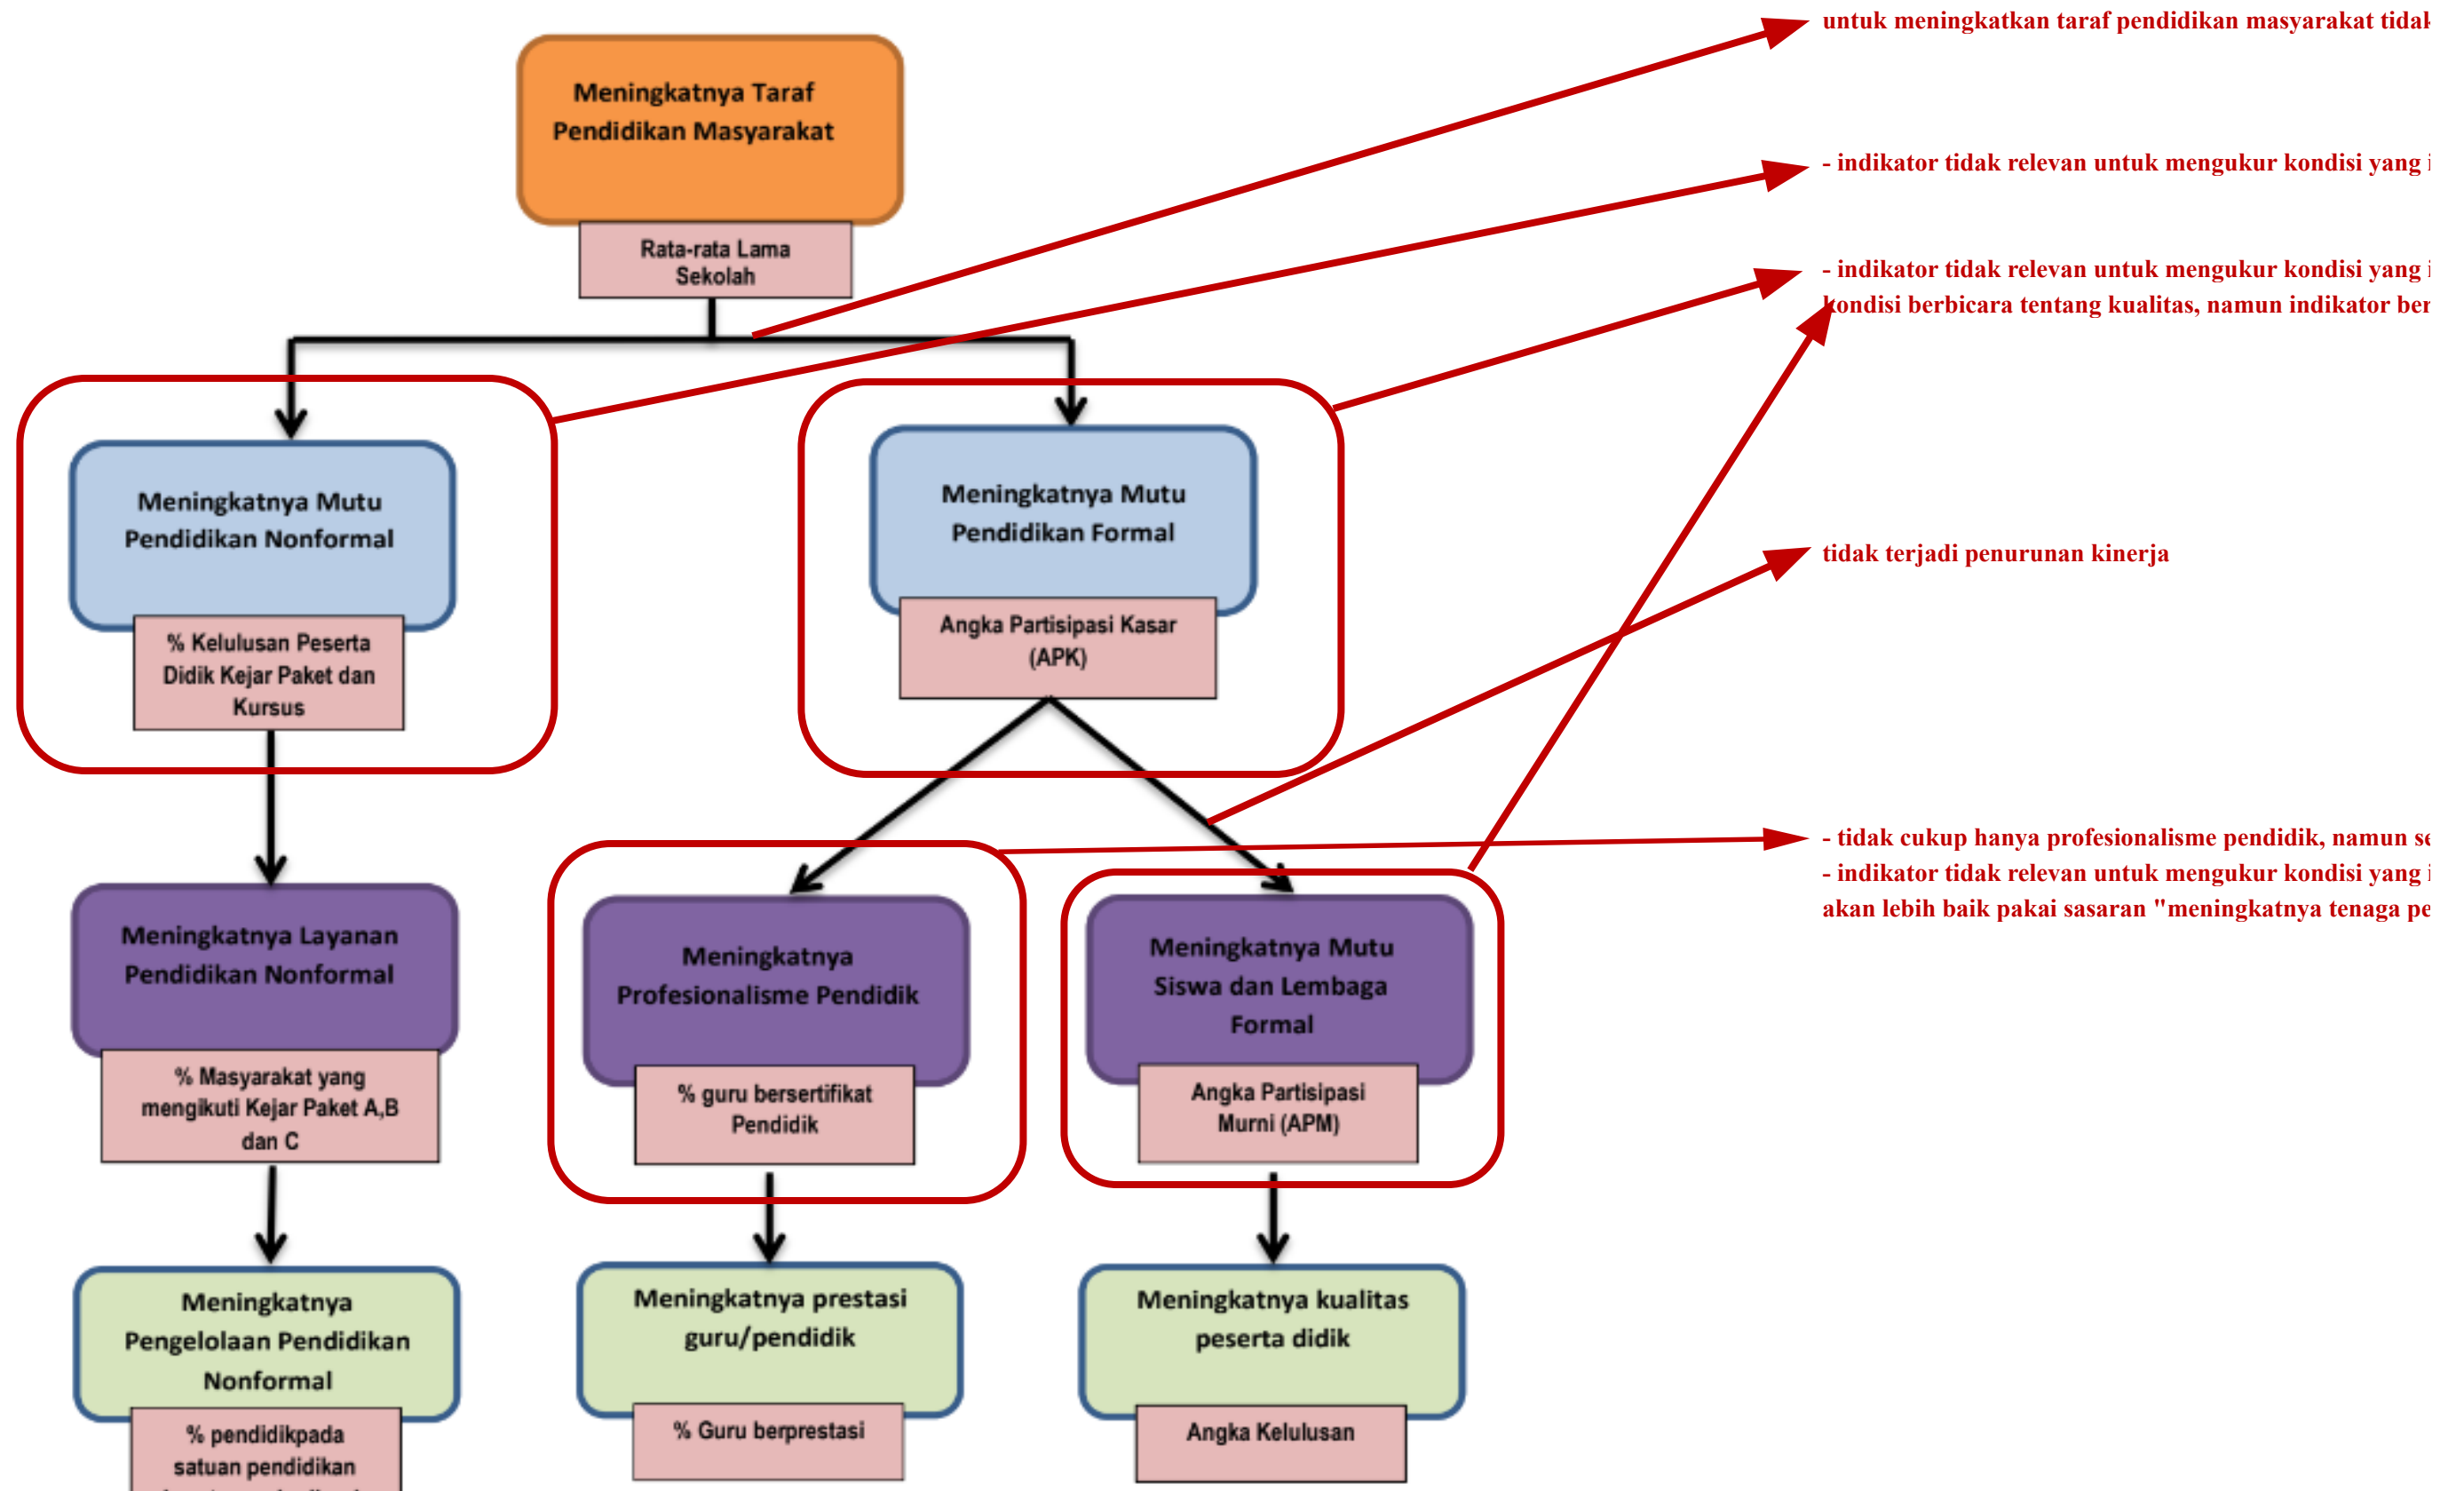 untuk meningkatkan taraf pendidikan masyarakat tidak
Meningkatnya Taraf
Pendidikan Masyarakat
- indikator tidak relevan untuk mengukur kondisi yang
Rata-rata Lama
Sekolah
- indikator tidak relevan untuk mengukur kondisi yang
kondisi berbicara tentang kualitas, namun indikator
Meningkatnya Mutu
Pendidikan Nonformal
Meningkatnya Mutu
Pendidikan Formal
tidak terjadi penurunan kinerja
% Kelulusan Peserta
Didik Kejar Paket dan
Kursus
Angka Partisipasi Kasar
(APK)
- tidak cukup hanya profesionalisme pendidik, namun
- indikator tidak relevan untuk mengukur kondisi yang
akan lebih baik pakai sasaran "meningkatnya tenaga
Meningkatnya Layanan
Pendidikan Nonformal
Meningkatnya
Profesionalisme Pendidik
Meningkatnya Mutu
Siswa dan Lembaga
Formal
% Masyarakat yang
mengikuti Kejar Paket A,B
dan C
% guru bersertifikat
Pendidik
Angka Partisipasi
Murni (APM)
Meningkatnya
Pengelolaan Pendidikan
Nonformal
Meningkatnya prestasi
guru/pendidik
Meningkatnya kualitas
peserta didik
% pendidikpada
satuan pendidikan
% Guru berprestasi
Angka Kelulusan